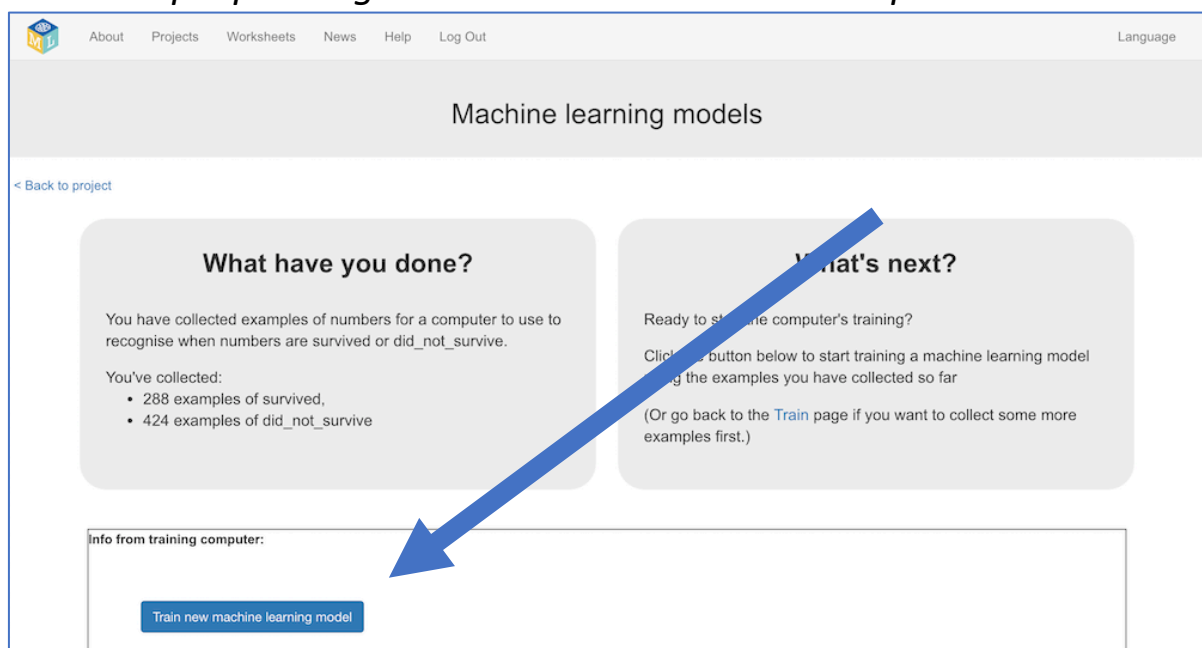 ML
About Projects Worksheets News Help Log Out Language
Machine learning models
< Back to project
What have you done?
You have collected examples of numbers for a computer to use to
recognise when numbers are survived or did_not_survive.
You've collected:
• 288 examples of survived,
• 424 examples of did_not_survive
What's next?
Ready to the computer's training?
button below to start training a machine learning model
the examples you have collected so far
(Or go back to the Train page if you want to collect some more
examples first.)
Info from training computer:
Train new machine learning model